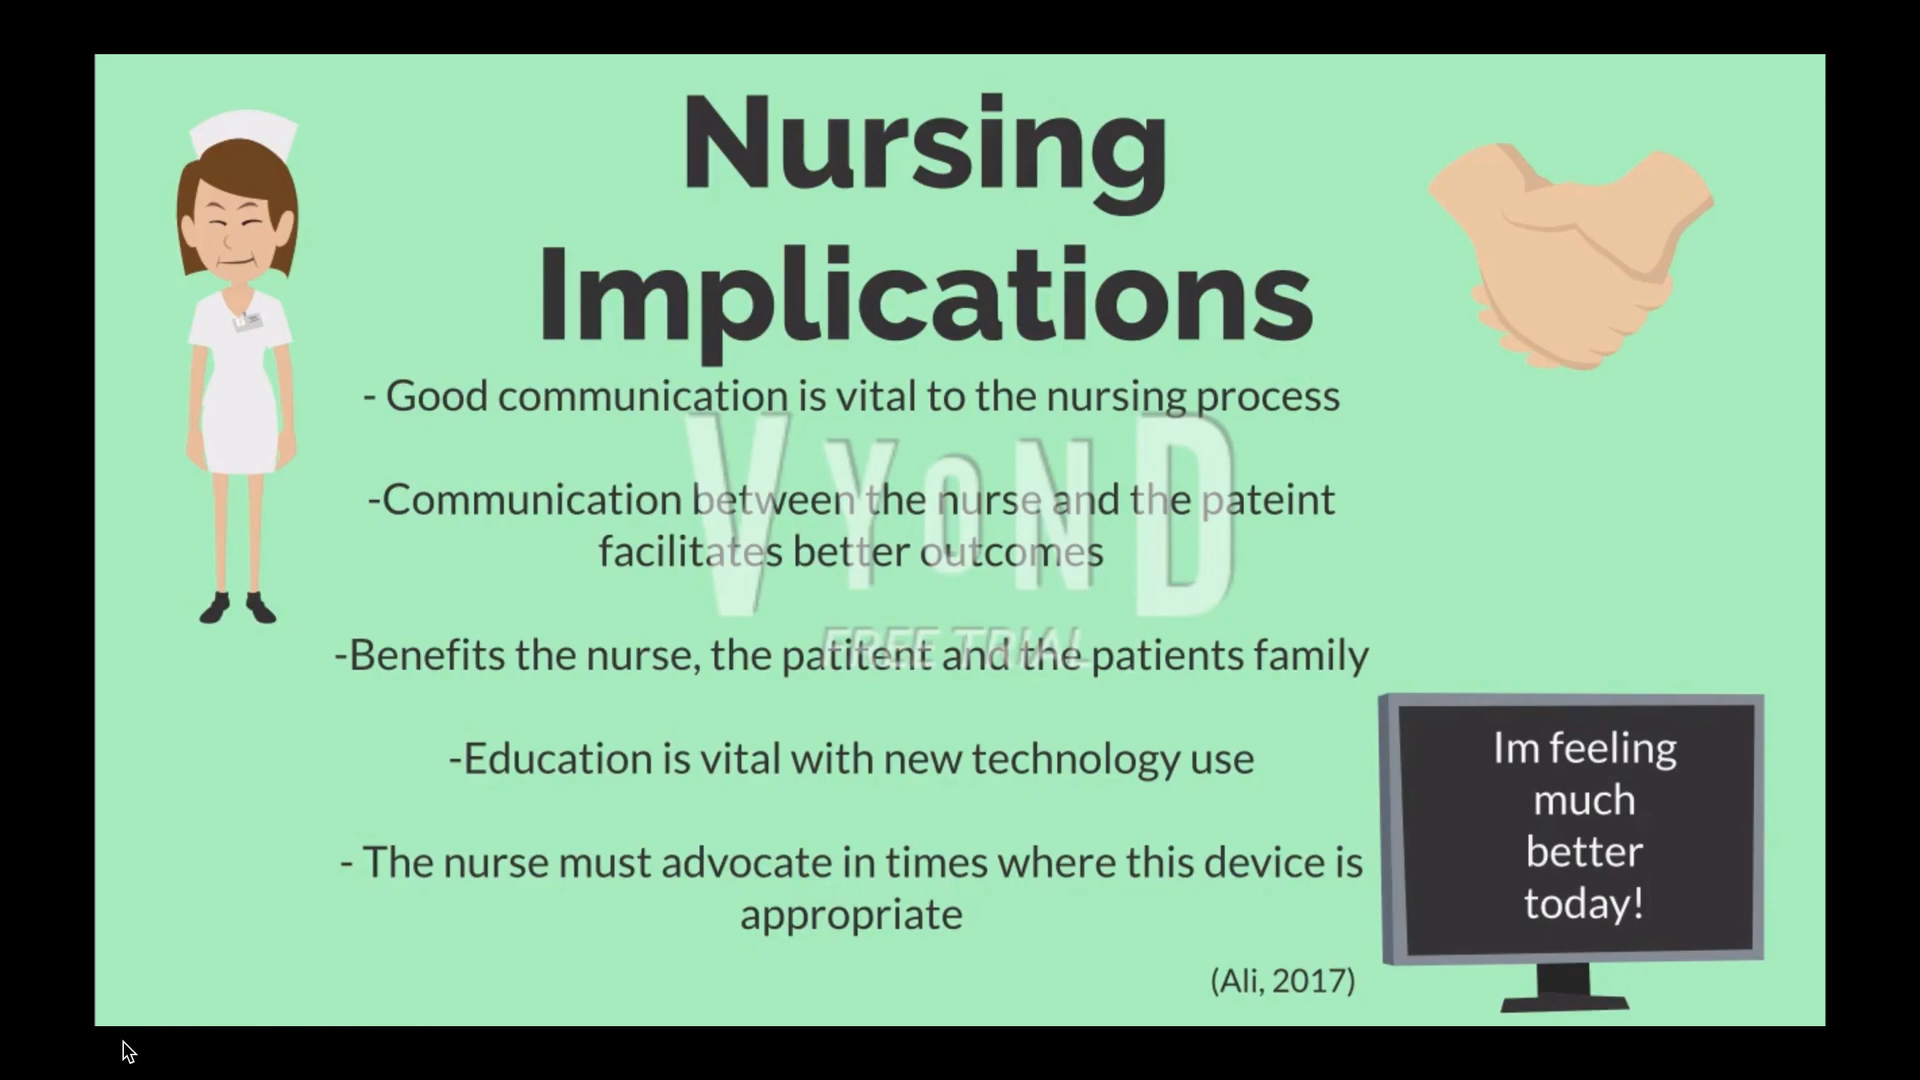 Nursing
Implications
- Good communication is vital to the nursing process
-Communication between the nurse and the pateint
facilitates better outcomes
-Benefits the nurse, the patitent and the patients family
-Education is vital with new technology use
- The nurse must advocate in times where this device is
appropriate
(Ali, 2017)
VYOND
FREE TRIAL
Im feeling
much
better
today!